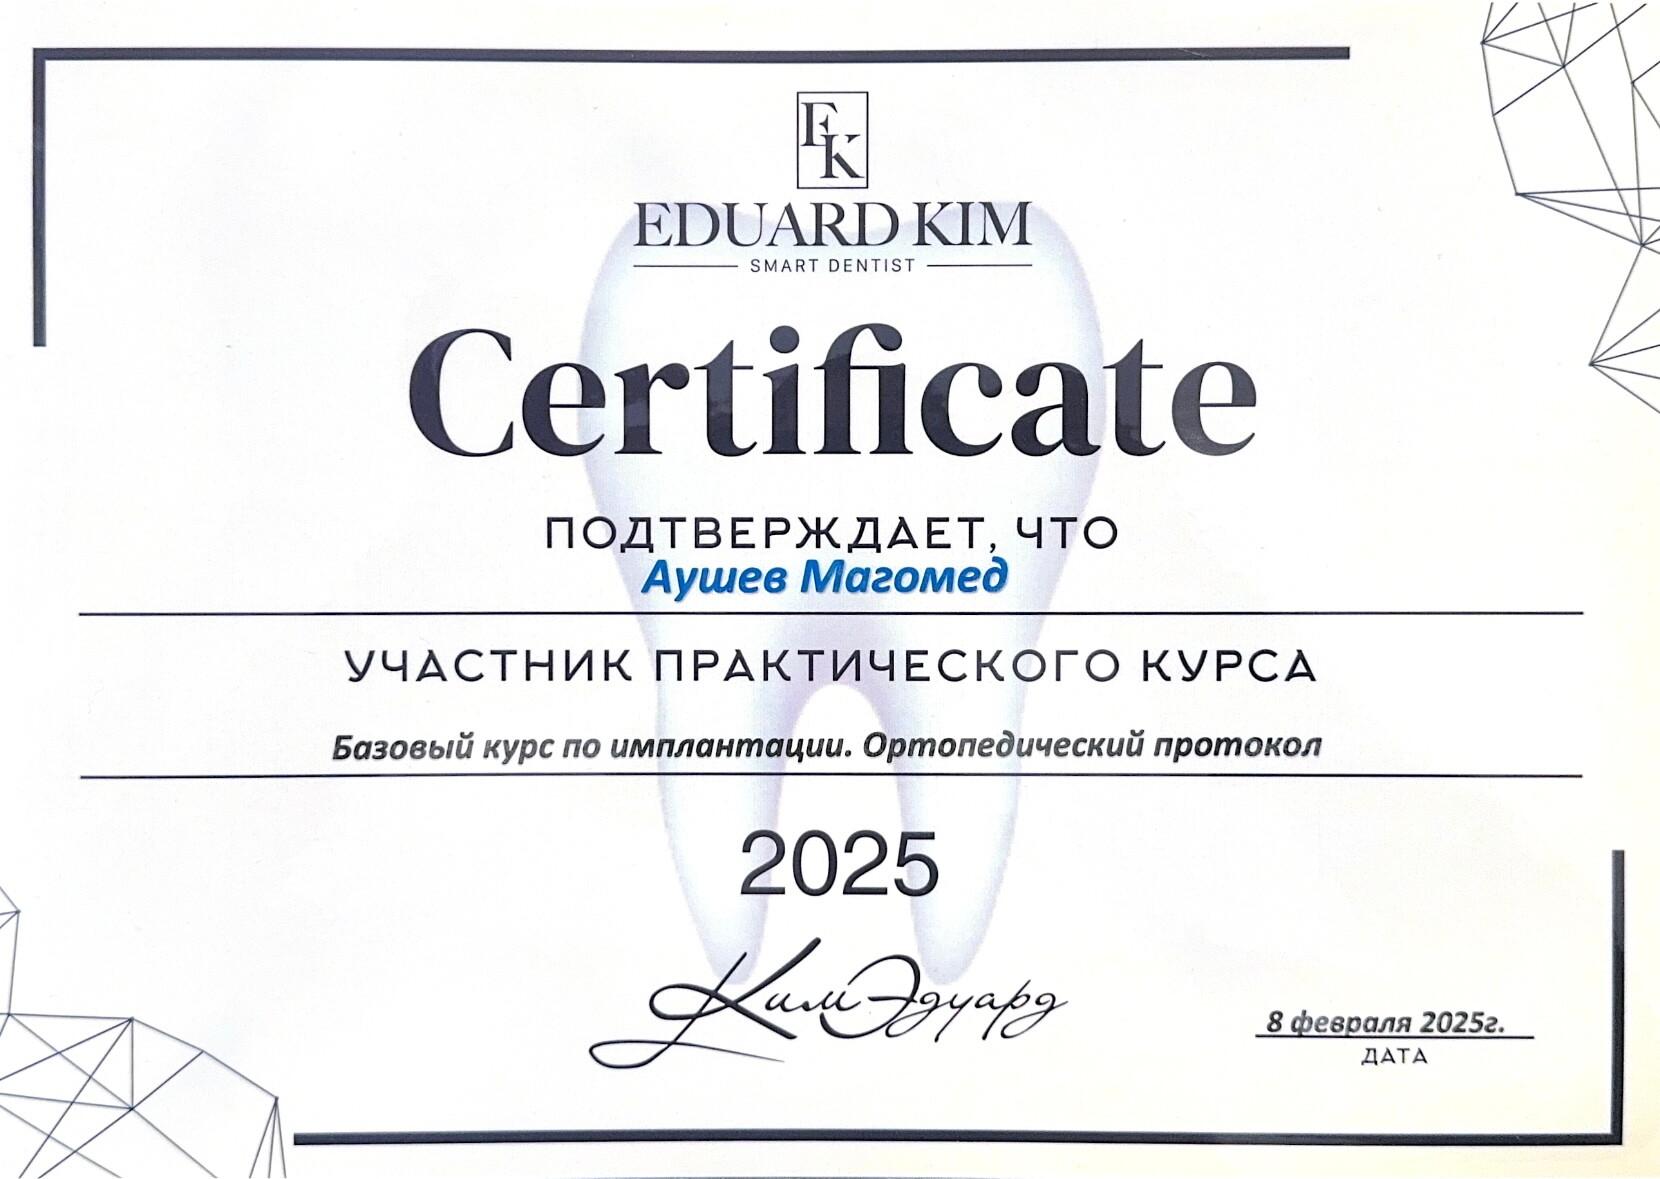 EK
EDUARD KIM
SMART DENTIST
Certificate
ПОДТВЕРЖДАЕТ, ЧТО
Аушев Магомед
УЧАСТНИК ПРАКТИЧЕСКОГО КУРСА
Базовый курс по имплантации. Ортопедический протокол
2025
Ким Эдуард
8 февраля 2025г.
ДАТА